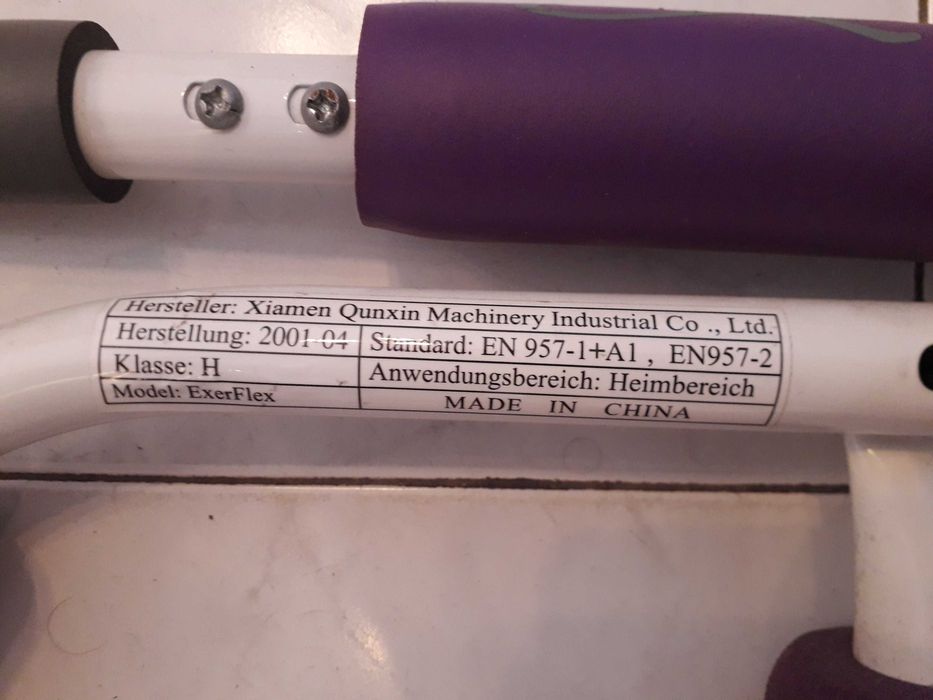 Hersteller: Xiamen Qunxin Machinery Industrial Co ., Ltd.
Herstellung: 2001-04
Standard: EN 957-1+A1 , EN957-2
Klasse: H
Anwendungsbereich: Heimbereich
Model: ExerFlex
MADE IN CHINA